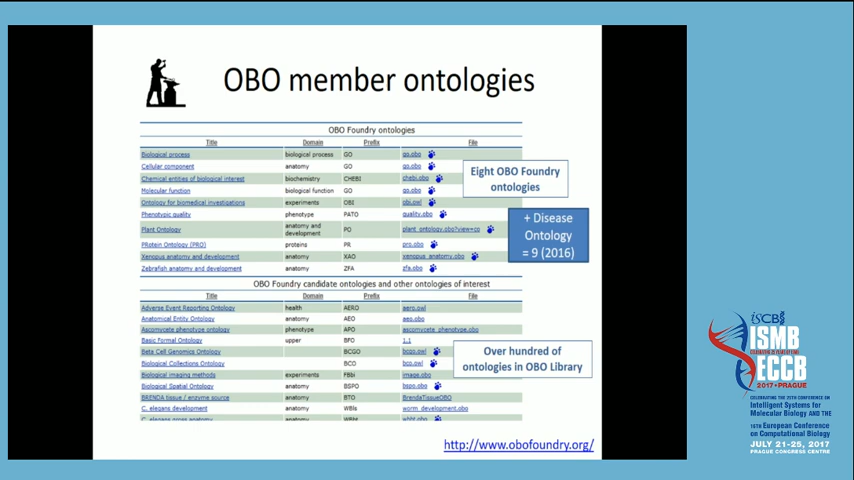 OBO member ontologies
OBO Foundry ontologies
Title Domain Prefix File
Biological process biological process GO go.obo
Cellular component anatomy GO go.obo
Chemical entities of biological interest biochemistry CHEBI chebi.obo
Molecular function biological function GO go.obo
Ontology for biomedical investigations experiments OBI obi.owl
Phenotypic quality phenotype PATO quality.obo
Plant Ontology anatomy and development PO plant_ontology.obo?view=co
PRotein Ontology (PRO) proteins PR pro.obo
Xenopus anatomy and development anatomy XAO xenopus_anatomy.obo
Zebrafish anatomy and development anatomy ZFA zfa.obo
Eight OBO Foundry
ontologies
+ Disease
Ontology
= 9 (2016)
OBO Foundry candidate ontologies and other ontologies of interest
Title Domain Prefix File
Adverse Event Reporting Ontology health AERO aero.owl
Anatomical Entity Ontology anatomy AEO aeo.obo
Ascomycete phenotype ontology phenotype APO ascomycete_phenotype.obo
Basic Formal Ontology upper BFO 1.1
Beta Cell Genomics Ontology BCGO bcgo.owl
Biological Collections Ontology BCO bco.owl
Biological imaging methods experiments FBbi image.obo
Biological Spatial Ontology anatomy BSPO bspo.obo
BRENDA tissue / enzyme source anatomy BTO BrendaTissueOBO
C. elegans development anatomy WBls worm_development.obo
C. elegans gross anatomy anatomy WBbt wbbt.obo
Over hundred of
ontologies in OBO Library
http://www.obofoundry.org/
ISCB
ISMB
ECCB
2017 • PRAGUE
CELEBRATING THE 25TH CONFERENCE ON
Intelligent Systems for
Molecular Biology AND THE
16TH European Conference
on Computational Biology
JULY 21-25, 2017
PRAGUE CONGRESS CENTRE